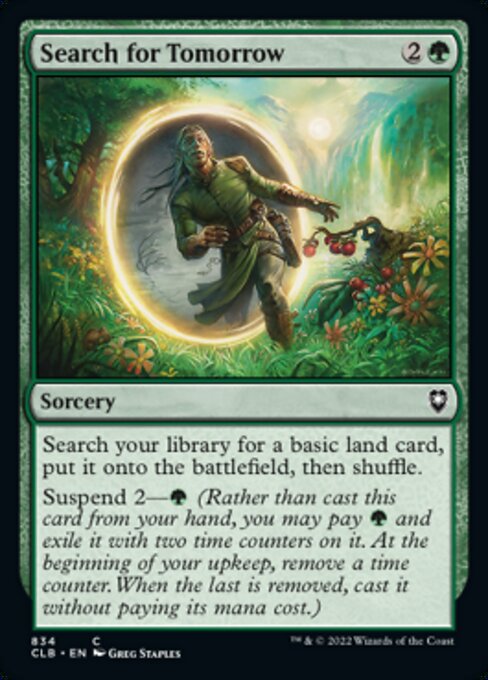 Search for Tomorrow 2
Sorcery
Search your library for a basic land card,
put it onto the battlefield, then shuffle.
Suspend 2— (Rather than cast this
card from your hand, you may pay and
exile it with two time counters on it. At the
beginning of your upkeep, remove a time
counter. When the last is removed, cast it
without paying its mana cost.)
834 C
CLB • EN Greg Staples
™ & © 2022 Wizards of the Coast